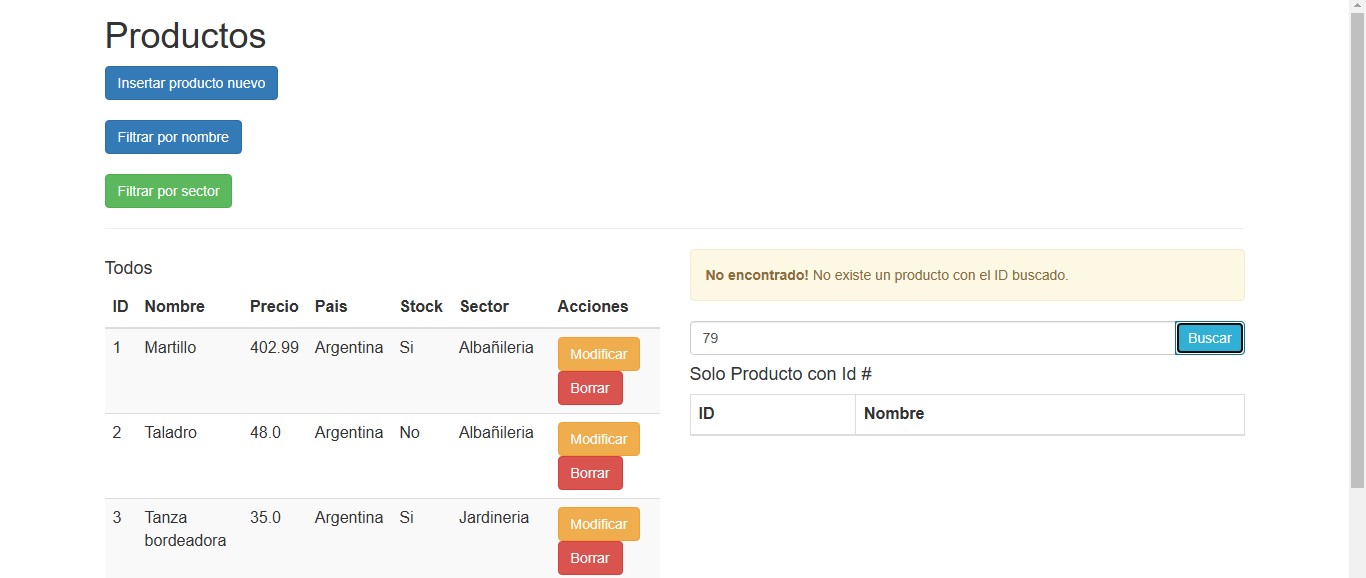 Productos
Insertar producto nuevo
Filtrar por nombre
Filtrar por sector
Todos
ID Nombre Precio Pais Stock Sector Acciones
1 Martillo 402.99 Argentina Si Albañileria Modificar
Borrar
2 Taladro 48.0 Argentina No Albañileria Modificar
Borrar
3 Tanza 35.0 Argentina Si Jardineria Modificar
bordeadora
Borrar
No encontrado! No existe un producto con el ID buscado.
79 Buscar
Solo Producto con Id #
ID Nombre